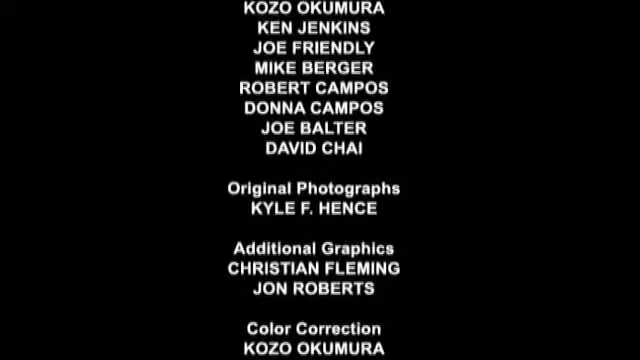 KOZO OKUMURA
KEN JENKINS
JOE FRIENDLY
MIKE BERGER
ROBERT CAMPOS
DONNA CAMPOS
JOE BALTER
DAVID CHAI
Original Photographs
KYLE F. HENCE
Additional Graphics
CHRISTIAN FLEMING
JON ROBERTS
Color Correction
KOZO OKUMURA